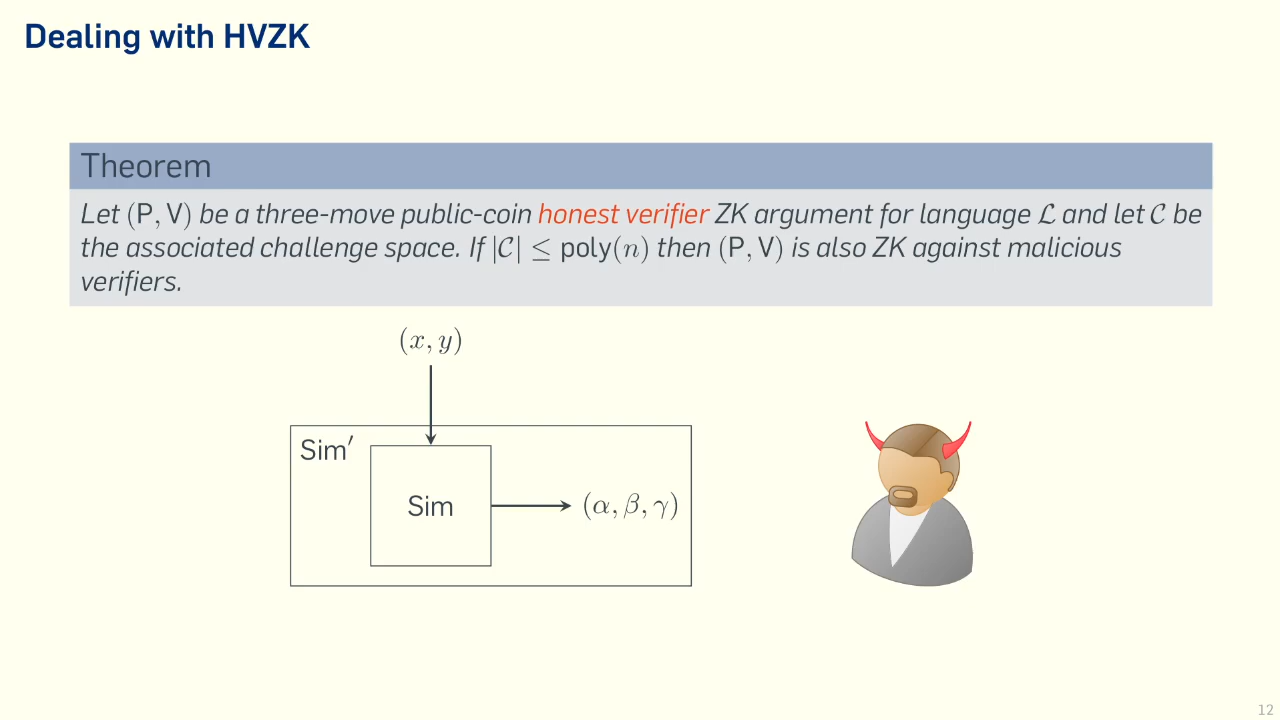 Dealing with HVZK
Theorem
Let (P, V) be a three-move public-coin honest verifier ZK argument for language ℒ and let 𝒞 be
the associated challenge space. If |𝒞| ≤ poly(n) then (P, V) is also ZK against malicious
verifiers.
(x, y)
Sim′
Sim
(α, β, γ)
12